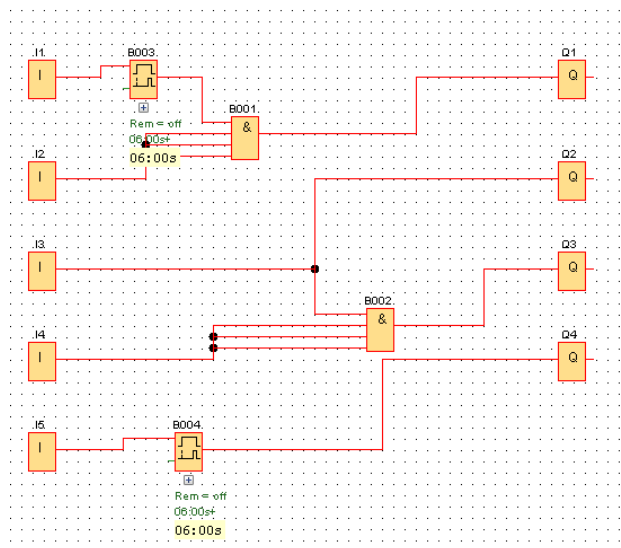 .I1.
B003.
Q1
I
Q
Rem = off
06:00s+
06:00s
B001.
&
.I2
Q2
I
Q
.I3.
Q3
I
Q
B002
&
.I4
Q4
I
Q
.I5.
B004.
I
Rem = off
06:00s+
06:00s